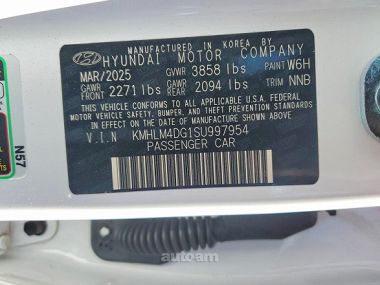 MANUFACTURED IN KOREA BY
HYUNDAI MOTOR COMPANY
MAR/2025 GVWR 3858 lbs PAINT W6H
GAWR FRONT 2271 lbs GAWR REAR 2094 lbs TRIM NNB
THIS VEHICLE CONFORMS TO ALL APPLICABLE U.S. FEDERAL
MOTOR VEHICLE SAFETY, BUMPER, AND THEFT PREVENTION STANDARDS
IN EFFECT ON THE DATE OF MANUFACTURE SHOWN ABOVE.
V.I.N KMHLM4DG1SU997954
PASSENGER CAR
N57
autoam